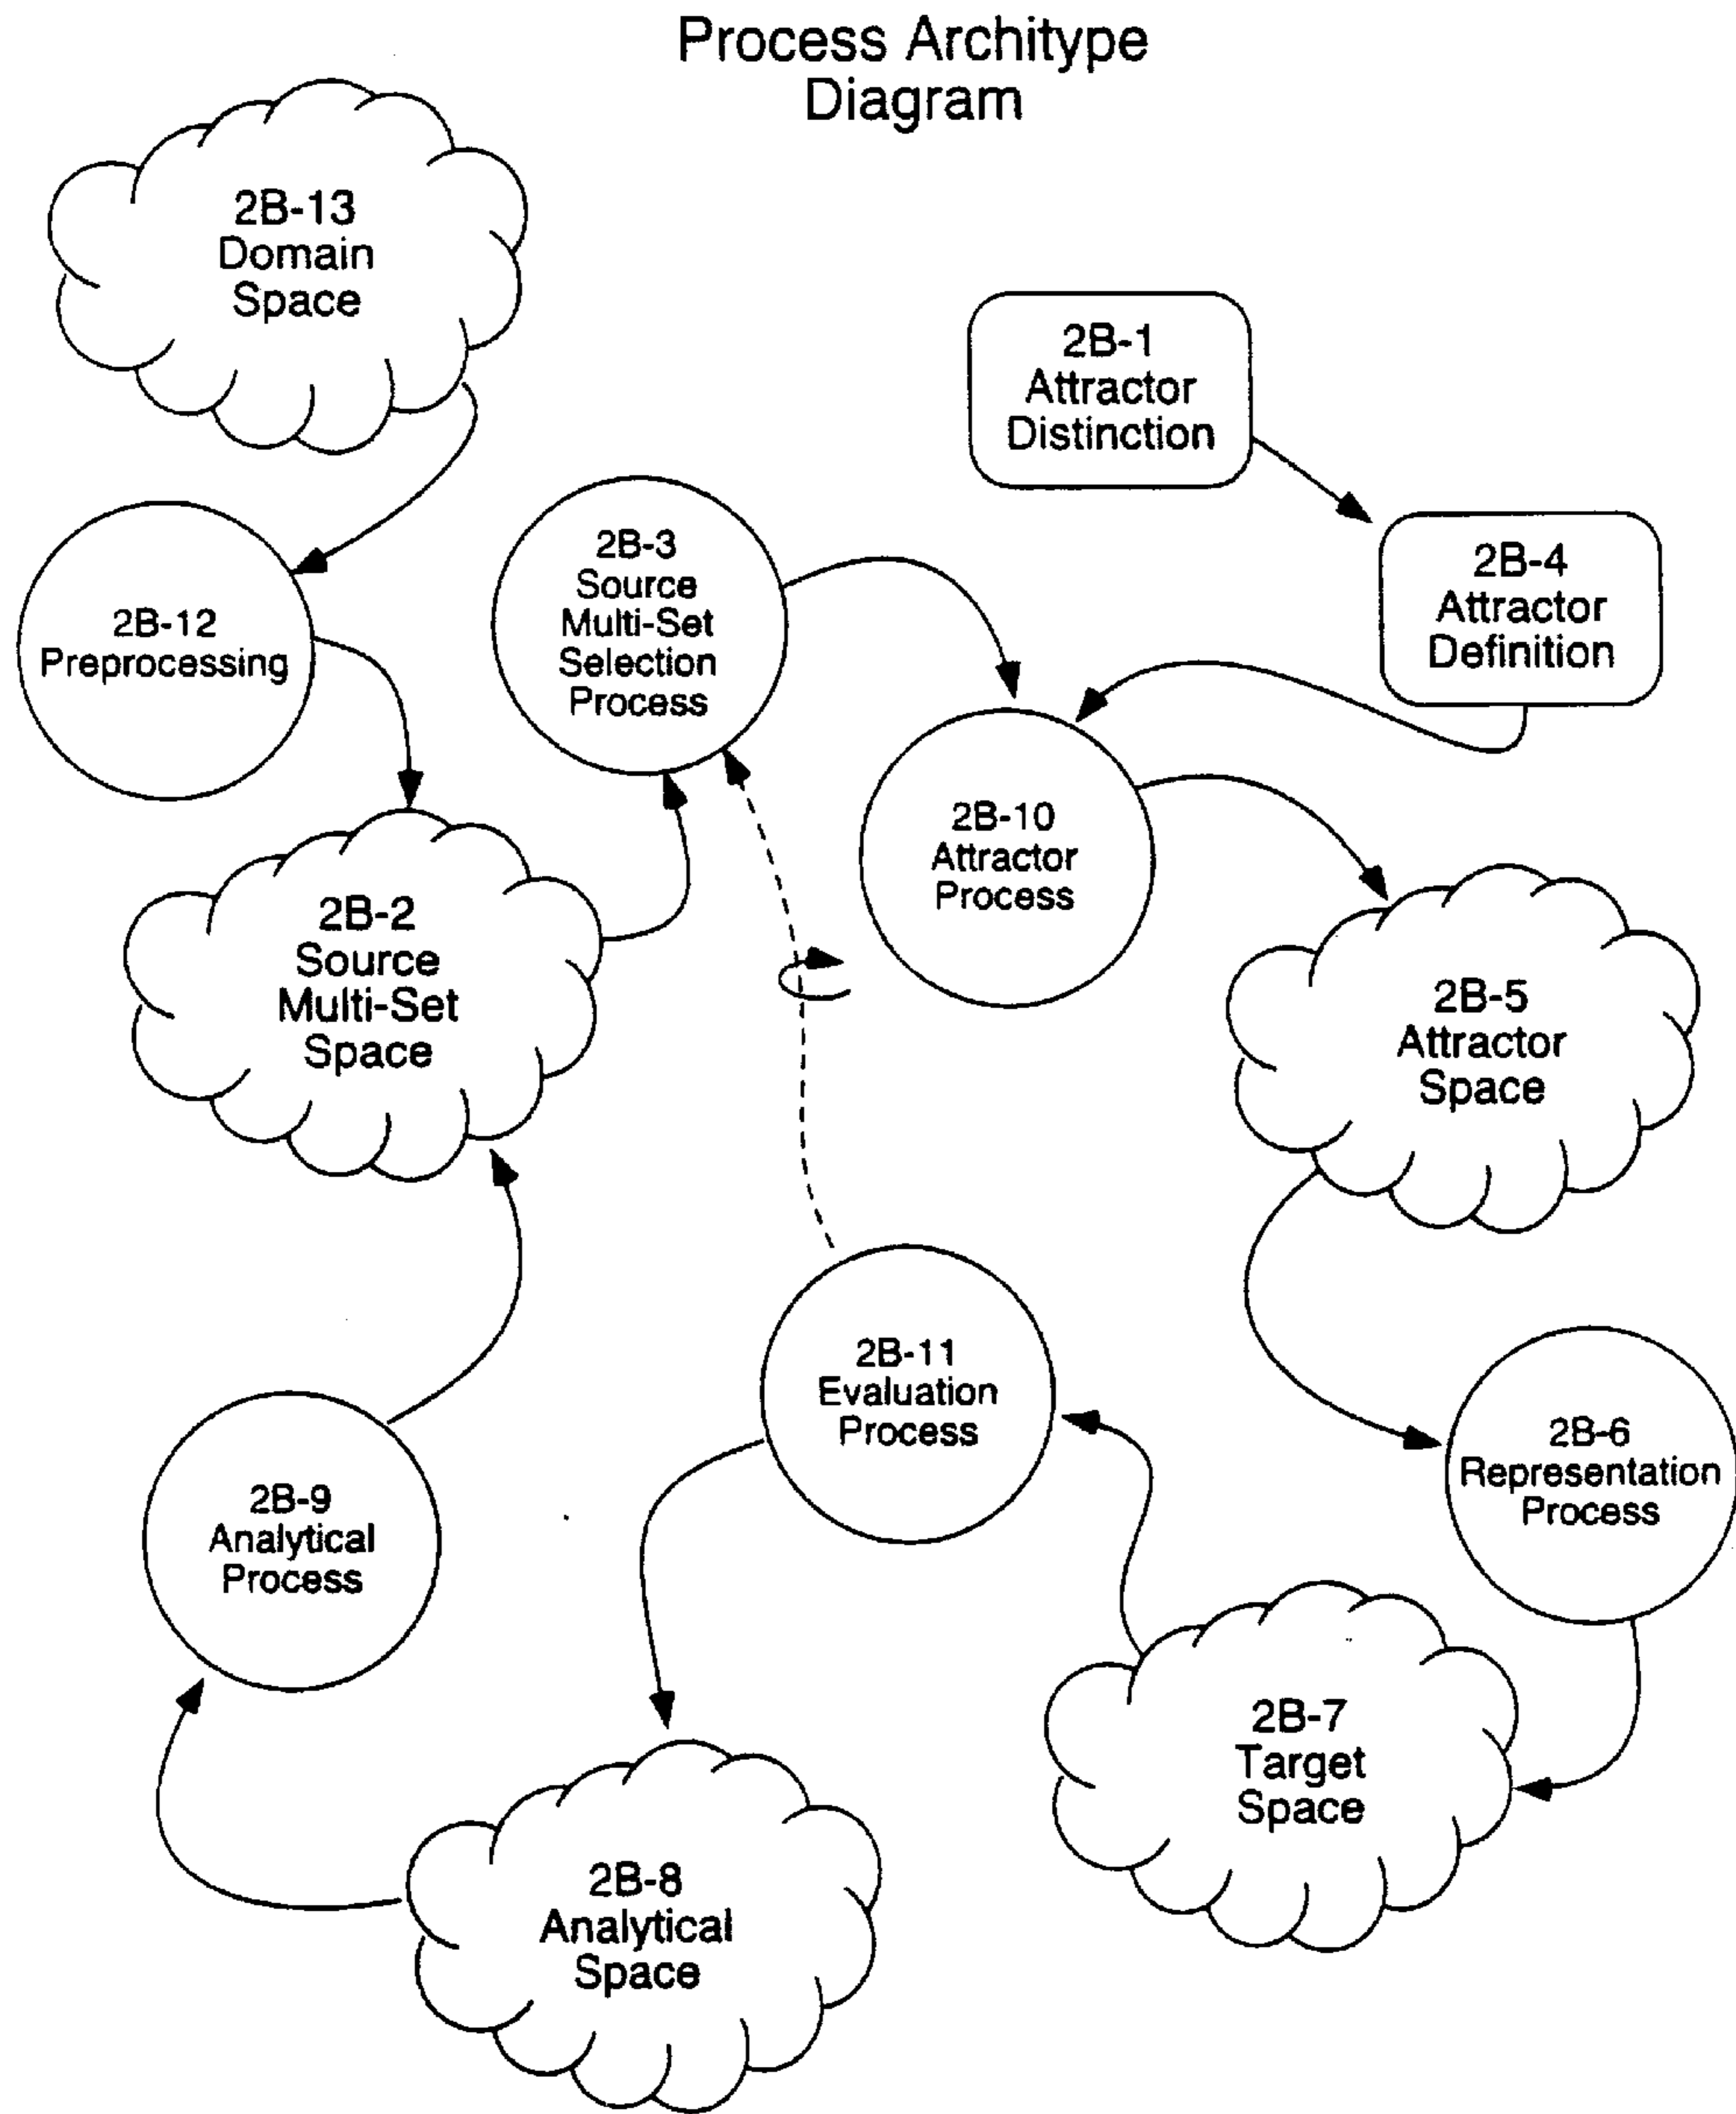 Process Architype
Diagram
2B-13
Domain
Space
2B-1
Attractor
Distinction
2B-4
Attractor
Definition
2B-3
Source
Multi-Set
Selection
Process
2B-12
Preprocessing
2B-10
Attractor
Process
2B-2
Source
Multi-Set
Space
2B-5
Attractor
Space
2B-11
Evaluation
Process
2B-6
Representation
Process
2B-9
Analytical
Process
2B-7
Target
Space
2B-8
Analytical
Space